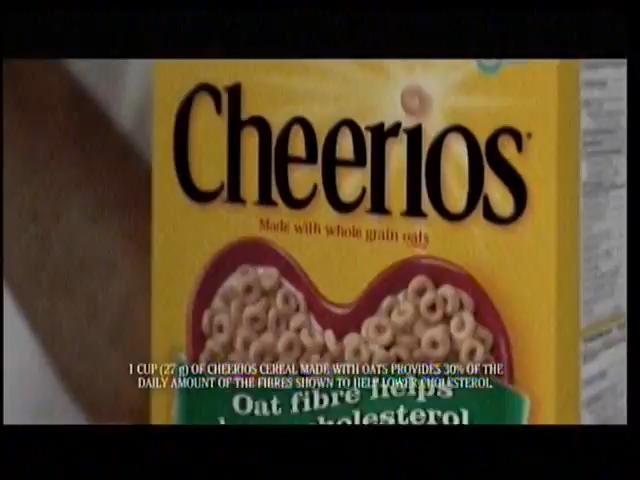 Cheerios
Made with whole grain oats
1 CUP (27 g) OF CHEERIOS CEREAL MADE WITH OATS PROVIDES 30% OF THE
DAILY AMOUNT OF THE FIBRES SHOWN TO HELP LOWER CHOLESTEROL.
Oat fibre helps
cholesterol